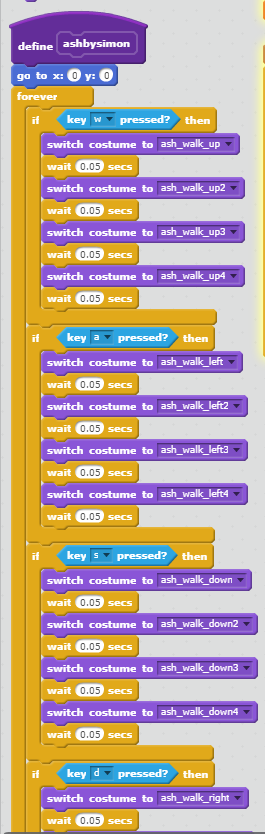 define ashbysimon
go to x: 0 y: 0
forever
if key w pressed? then
switch costume to ash_walk_up
wait 0.05 secs
switch costume to ash_walk_up2
wait 0.05 secs
switch costume to ash_walk_up3
wait 0.05 secs
switch costume to ash_walk_up4
wait 0.05 secs
if key a pressed? then
switch costume to ash_walk_left
wait 0.05 secs
switch costume to ash_walk_left2
wait 0.05 secs
switch costume to ash_walk_left3
wait 0.05 secs
switch costume to ash_walk_left4
wait 0.05 secs
if key s pressed? then
switch costume to ash_walk_down
wait 0.05 secs
switch costume to ash_walk_down2
wait 0.05 secs
switch costume to ash_walk_down3
wait 0.05 secs
switch costume to ash_walk_down4
wait 0.05 secs
if key d pressed? then
switch costume to ash_walk_right
wait 0.05 secs